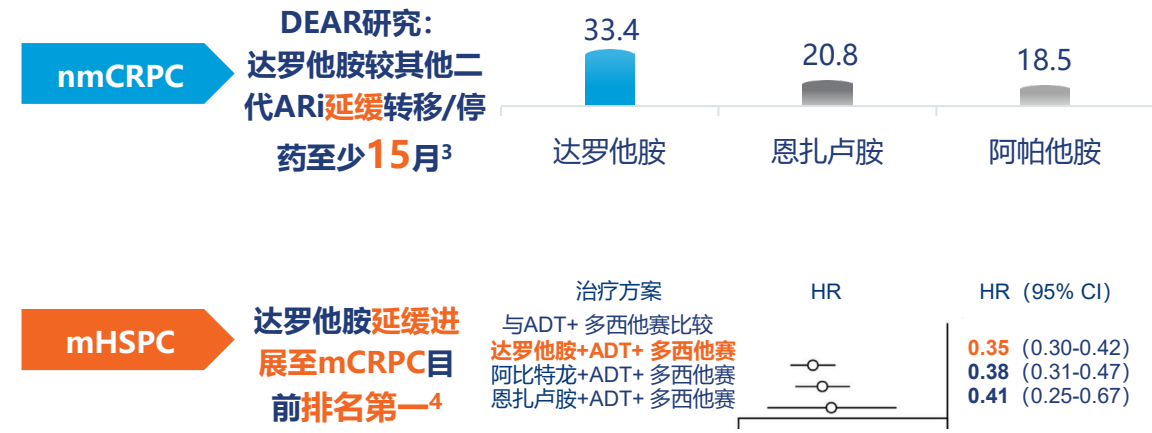 nmCRPC
DEAR研究：
达罗他胺较其他二
代ARi延缓转移/停
药至少15月3
33.4
20.8
18.5
达罗他胺
恩扎卢胺
阿帕他胺
mHSPC
达罗他胺延缓进
展至mCRPC目
前排名第一4
治疗方案 HR HR（95% CI)
与ADT+ 多西他赛比较
达罗他胺+ADT+ 多西他赛 0.35 (0.30-0.42)
阿比特龙+ADT+ 多西他赛 0.38 (0.31-0.47)
恩扎卢胺+ADT+ 多西他赛 0.41 (0.25-0.67)